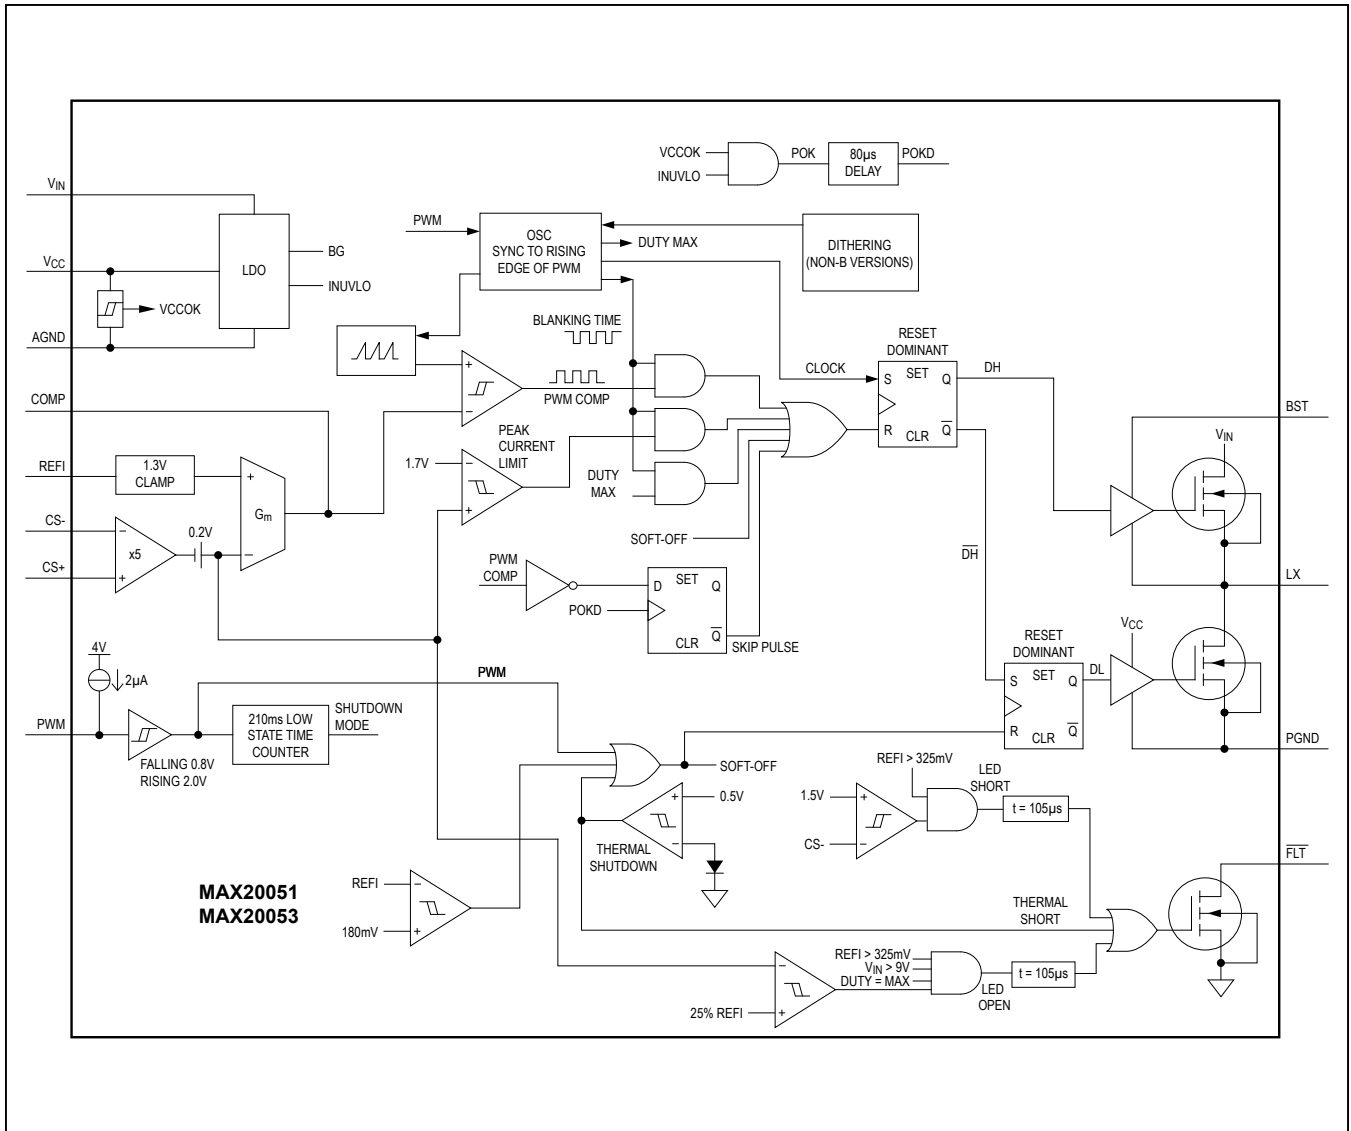 VCCOK
INUVLO
POK
80µs
DELAY
POKD
VIN
VCC
AGND
LDO
BG
INUVLO
VCCOK
PWM
OSC
SYNC TO RISING
EDGE OF PWM
DUTY MAX
DITHERING
(NON-B VERSIONS)
BLANKING TIME
+
−
PWM COMP
CLOCK
RESET
DOMINANT
S
SET
Q
R
CLR
Q
DH
DH
COMP
REFI
1.3V
CLAMP
+
−
Gm
CS-
CS+
−
+
x5
0.2V
1.7V
−
+
PEAK
CURRENT
LIMIT
DUTY
MAX
SOFT-OFF
PWM
COMP
POKD
D
SET
Q
CLR
Q
SKIP PULSE
BST
VIN
LX
VCC
RESET
DOMINANT
S
SET
Q
R
CLR
Q
DL
PGND
4V
2µA
PWM
FALLING 0.8V
RISING 2.0V
210ms LOW
STATE TIME
COUNTER
SHUTDOWN
MODE
PWM
SOFT-OFF
+
−
0.5V
THERMAL
SHUTDOWN
REFI
180mV
−
+
REFI > 325mV
LED
SHORT
1.5V
CS-
+
−
t = 105µs
THERMAL
SHORT
FLT
MAX20051
MAX20053
−
+
25% REFI
REFI > 325mV
VIN > 9V
DUTY = MAX
LED
OPEN
t = 105µs